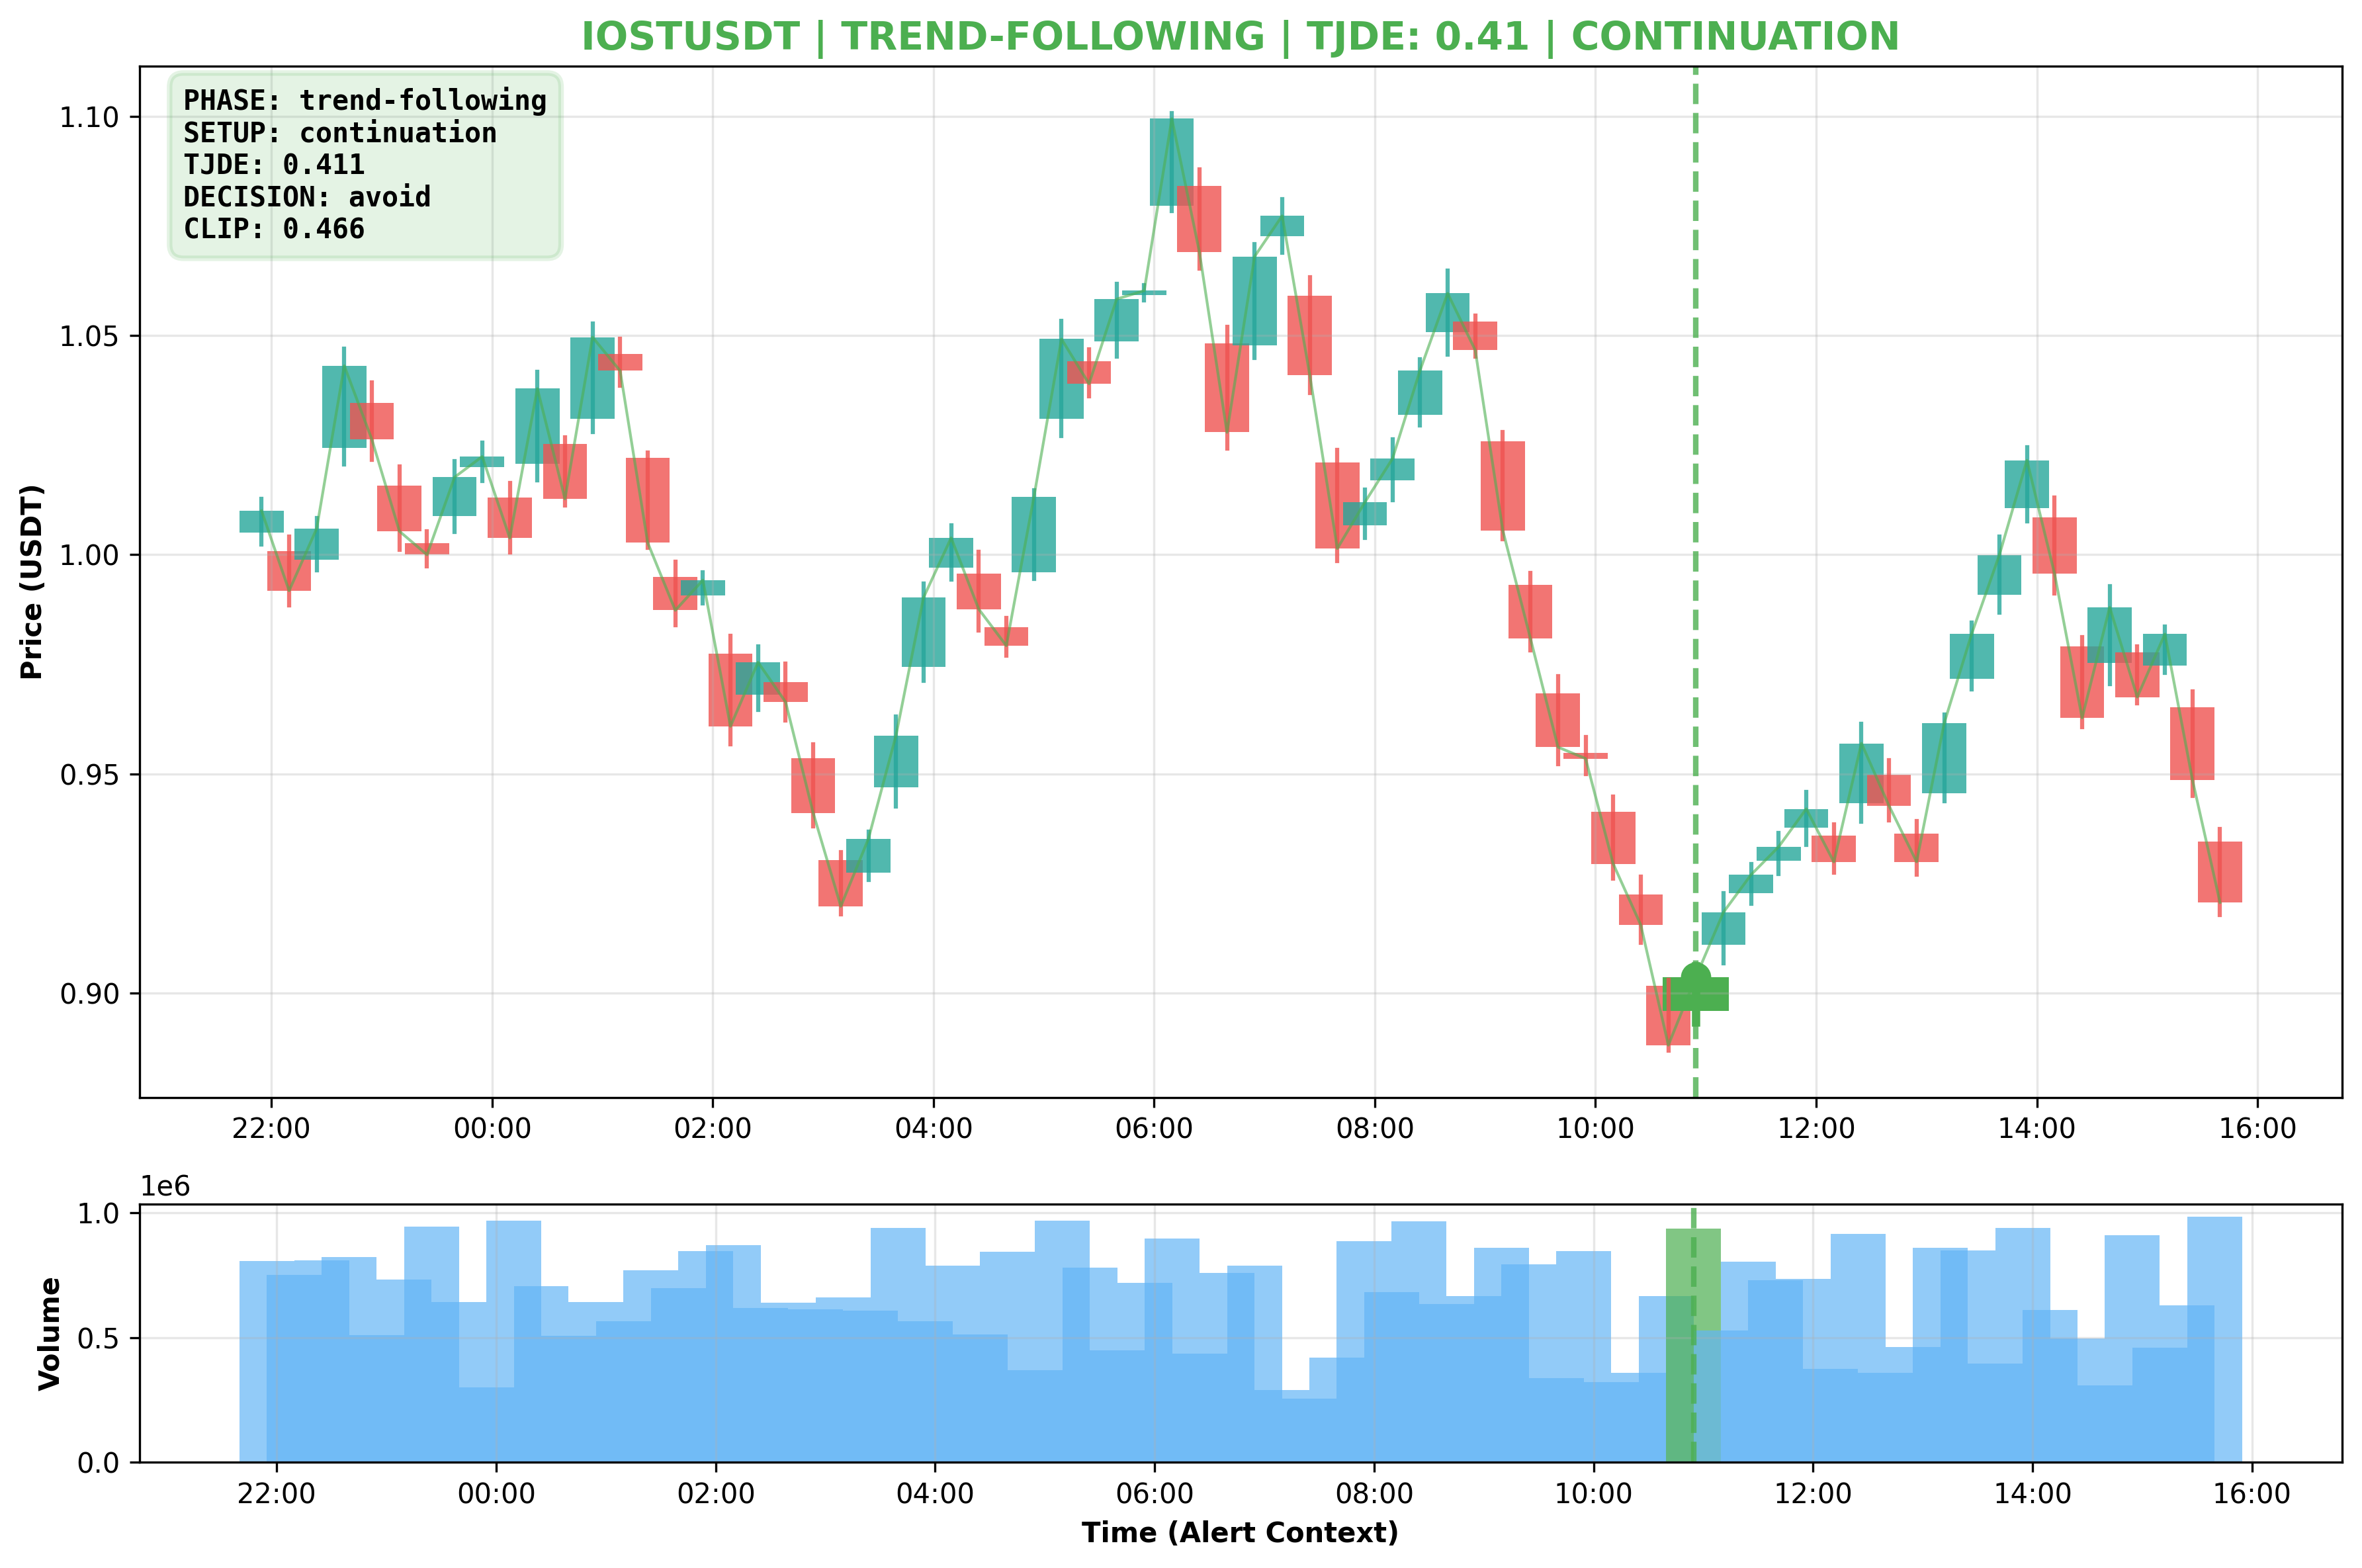 IOSTUSDT | TREND-FOLLOWING | TJDE: 0.41 | CONTINUATION
PHASE: trend-following
SETUP: continuation
TJDE: 0.411
DECISION: avoid
CLIP: 0.466
Price (USDT)
1.10
1.05
1.00
0.95
0.90
22:00 00:00 02:00 04:00 06:00 08:00 10:00 12:00 14:00 16:00
1e6
Volume
1.0
0.5
0.0
22:00 00:00 02:00 04:00 06:00 08:00 10:00 12:00 14:00 16:00
Time (Alert Context)